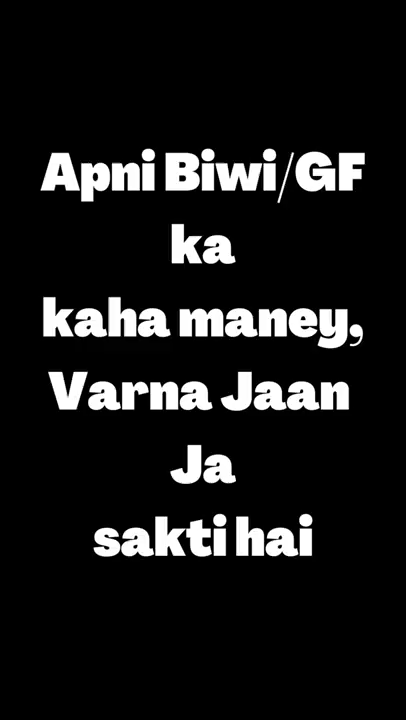 Apni Biwi/GF
ka
kaha maney,
Varna Jaan
Ja
sakti hai